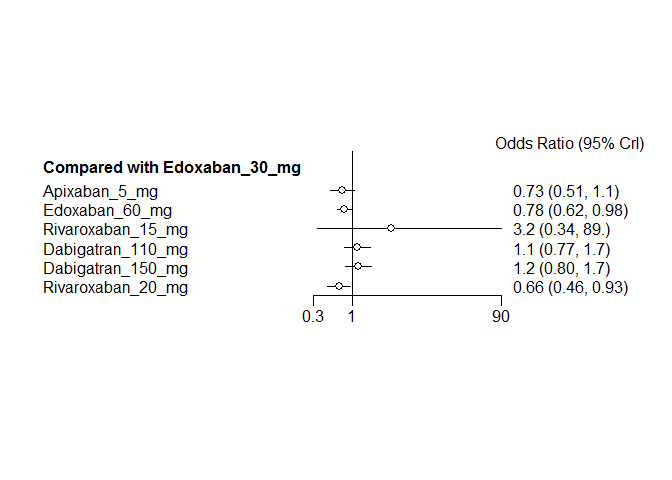 Odds Ratio (95% CrI)
Compared with Edoxaban_30_mg
Apixaban_5_mg 0.73 (0.51, 1.1)
Edoxaban_60_mg 0.78 (0.62, 0.98)
Rivaroxaban_15_mg 3.2 (0.34, 89.)
Dabigatran_110_mg 1.1 (0.77, 1.7)
Dabigatran_150_mg 1.2 (0.80, 1.7)
Rivaroxaban_20_mg 0.66 (0.46, 0.93)
0.3 1 90